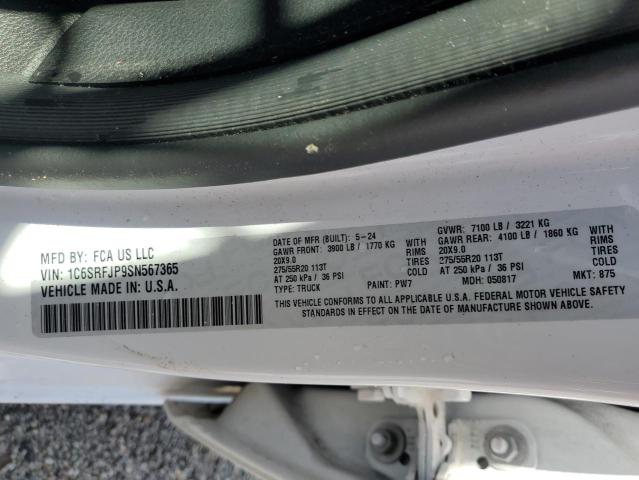 MFD BY: FCA US LLC
VIN: 1C6SRFJP9SN567365
VEHICLE MADE IN: U.S.A.
DATE OF MFR (BUILT): 5-24
GAWR FRONT: 3900 LB / 1770 KG
20X9.0 RIMS
275/55R20 113T TIRES
AT 250 kPa / 36 PSI COLD
TYPE: TRUCK PAINT: PW7
GVWR: 7100 LB / 3221 KG
GAWR REAR: 4100 LB / 1860 KG
20X9.0 RIMS
275/55R20 113T TIRES
AT 250 kPa / 36 PSI COLD
MDH: 050817 MKT: 875
THIS VEHICLE CONFORMS TO ALL APPLICABLE U.S.A. FEDERAL MOTOR VEHICLE SAFETY
STANDARDS IN EFFECT ON THE DATE OF MANUFACTURE SHOWN ABOVE.